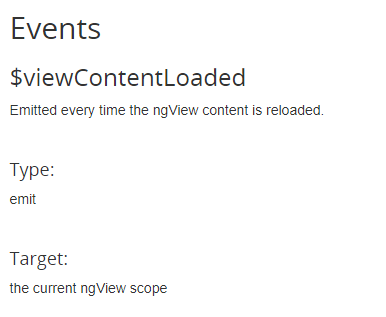 Events
$viewContentLoaded
Emitted every time the ngView content is reloaded.
Type:
emit
Target:
the current ngView scope